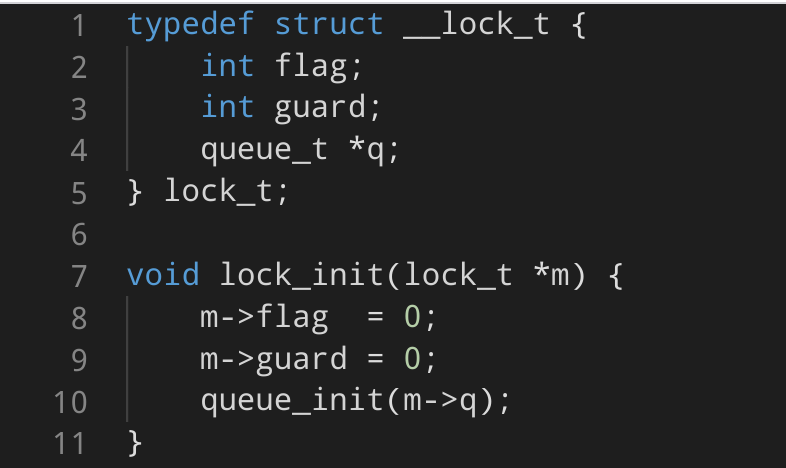 1 typedef struct __lock_t {
2     int flag;
3     int guard;
4     queue_t *q;
5 } lock_t;
6
7 void lock_init(lock_t *m) {
8     m->flag  = 0;
9     m->guard = 0;
10     queue_init(m->q);
11 }